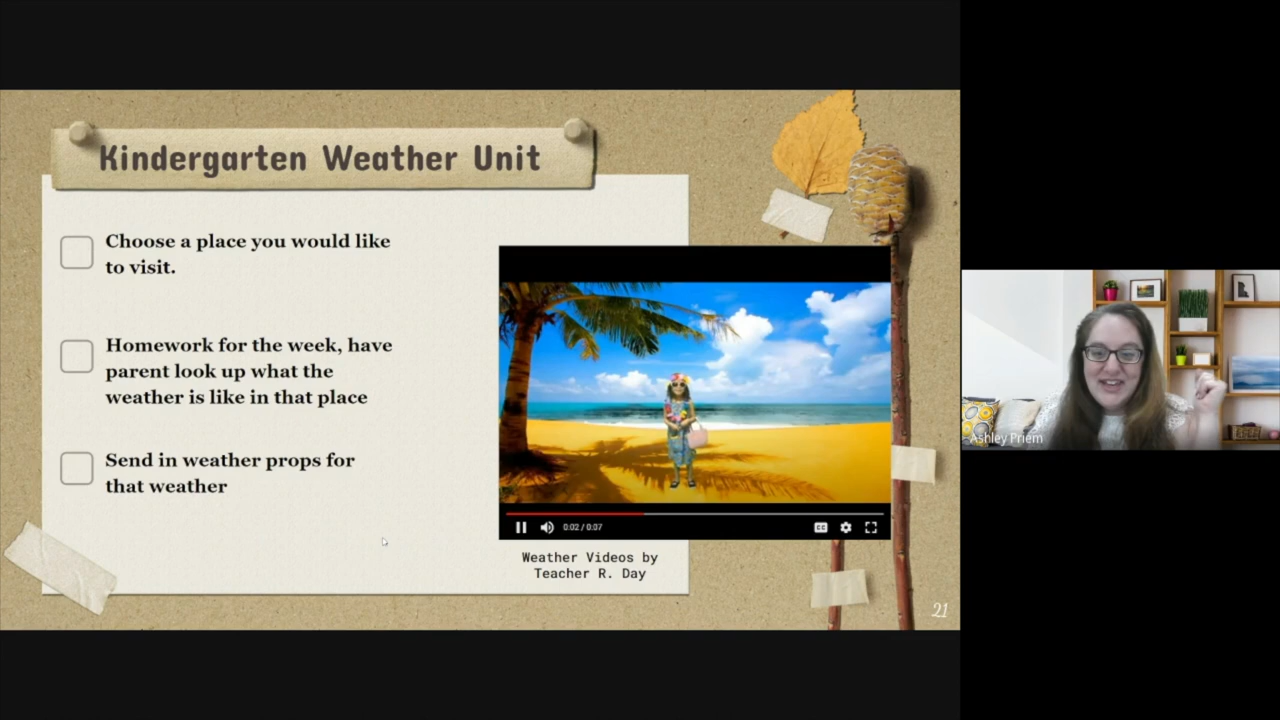 Kindergarten Weather Unit
Choose a place you would like
to visit.
Homework for the week, have
parent look up what the
weather is like in that place
Send in weather props for
that weather
0:02 / 0:07
CC
Weather Videos by
Teacher R. Day
21
Ashley Priem